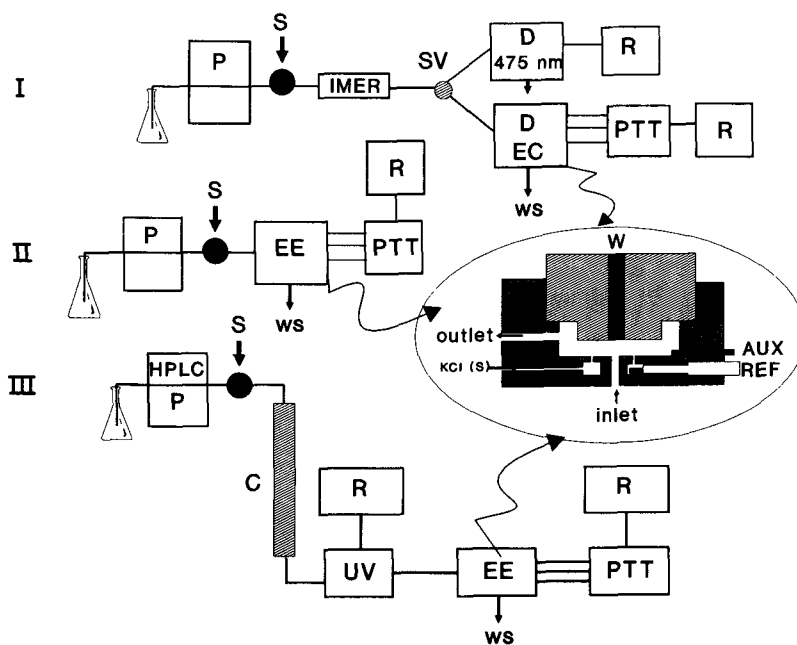 I
P
S
IMER
SV
D
475 nm
R
D
EC
PTT
R
ws
II
P
S
EE
PTT
R
ws
W
outlet
KCl (S)
inlet
AUX
REF
III
HPLC
P
S
C
R
UV
EE
PTT
R
ws